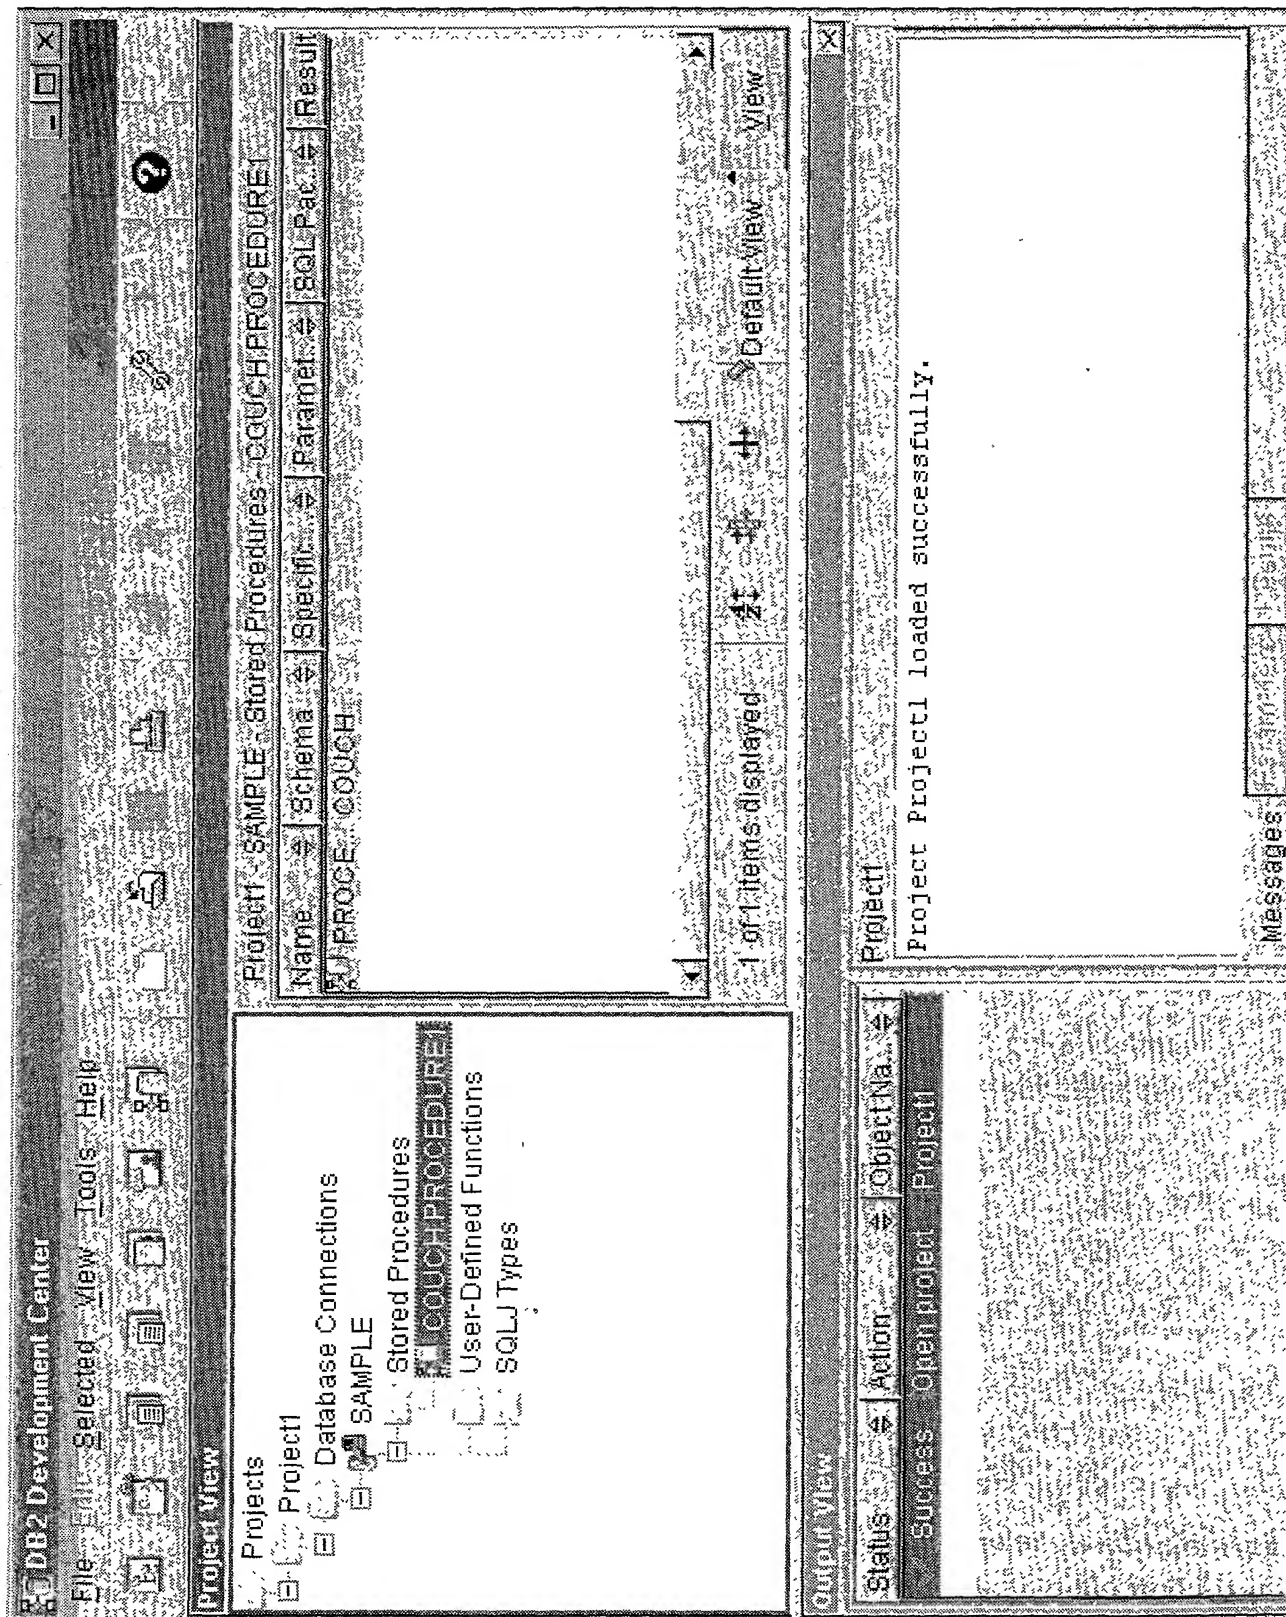 DB2 Development Center
File Edit Selected View Tools Help
Project View
Projects
Project1
Database Connections
SAMPLE
Stored Procedures
COUCH.PROCEDURE1
User-Defined Functions
SQLJ Types
Project1 - SAMPLE - Stored Procedures - COUCH.PROCEDURE1
Name Schema Specific... Paramet... SQL Pac... Result
PROCE... COUCH
1 of 1 items displayed
Default View View
Output View
Status Action Object Na...
Success Open project Project1
Project1
Project Project1 loaded successfully.
Messages Parameters Results